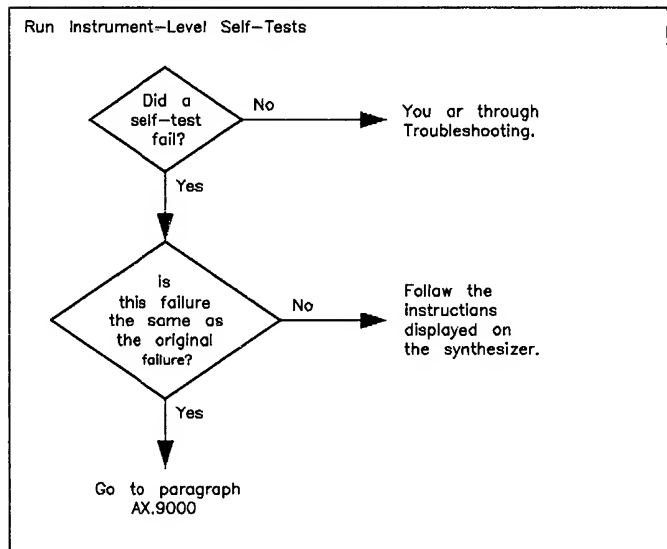 Run Instrument-Level Self-Tests
Did a
self-test
fail?
No
You ar through
Troubleshooting.
Yes
is
this failure
the same as
the original
failure?
No
Follaw the
instructions
displayed on
the synthesizer.
Yes
Go to paragraph
AX.9000